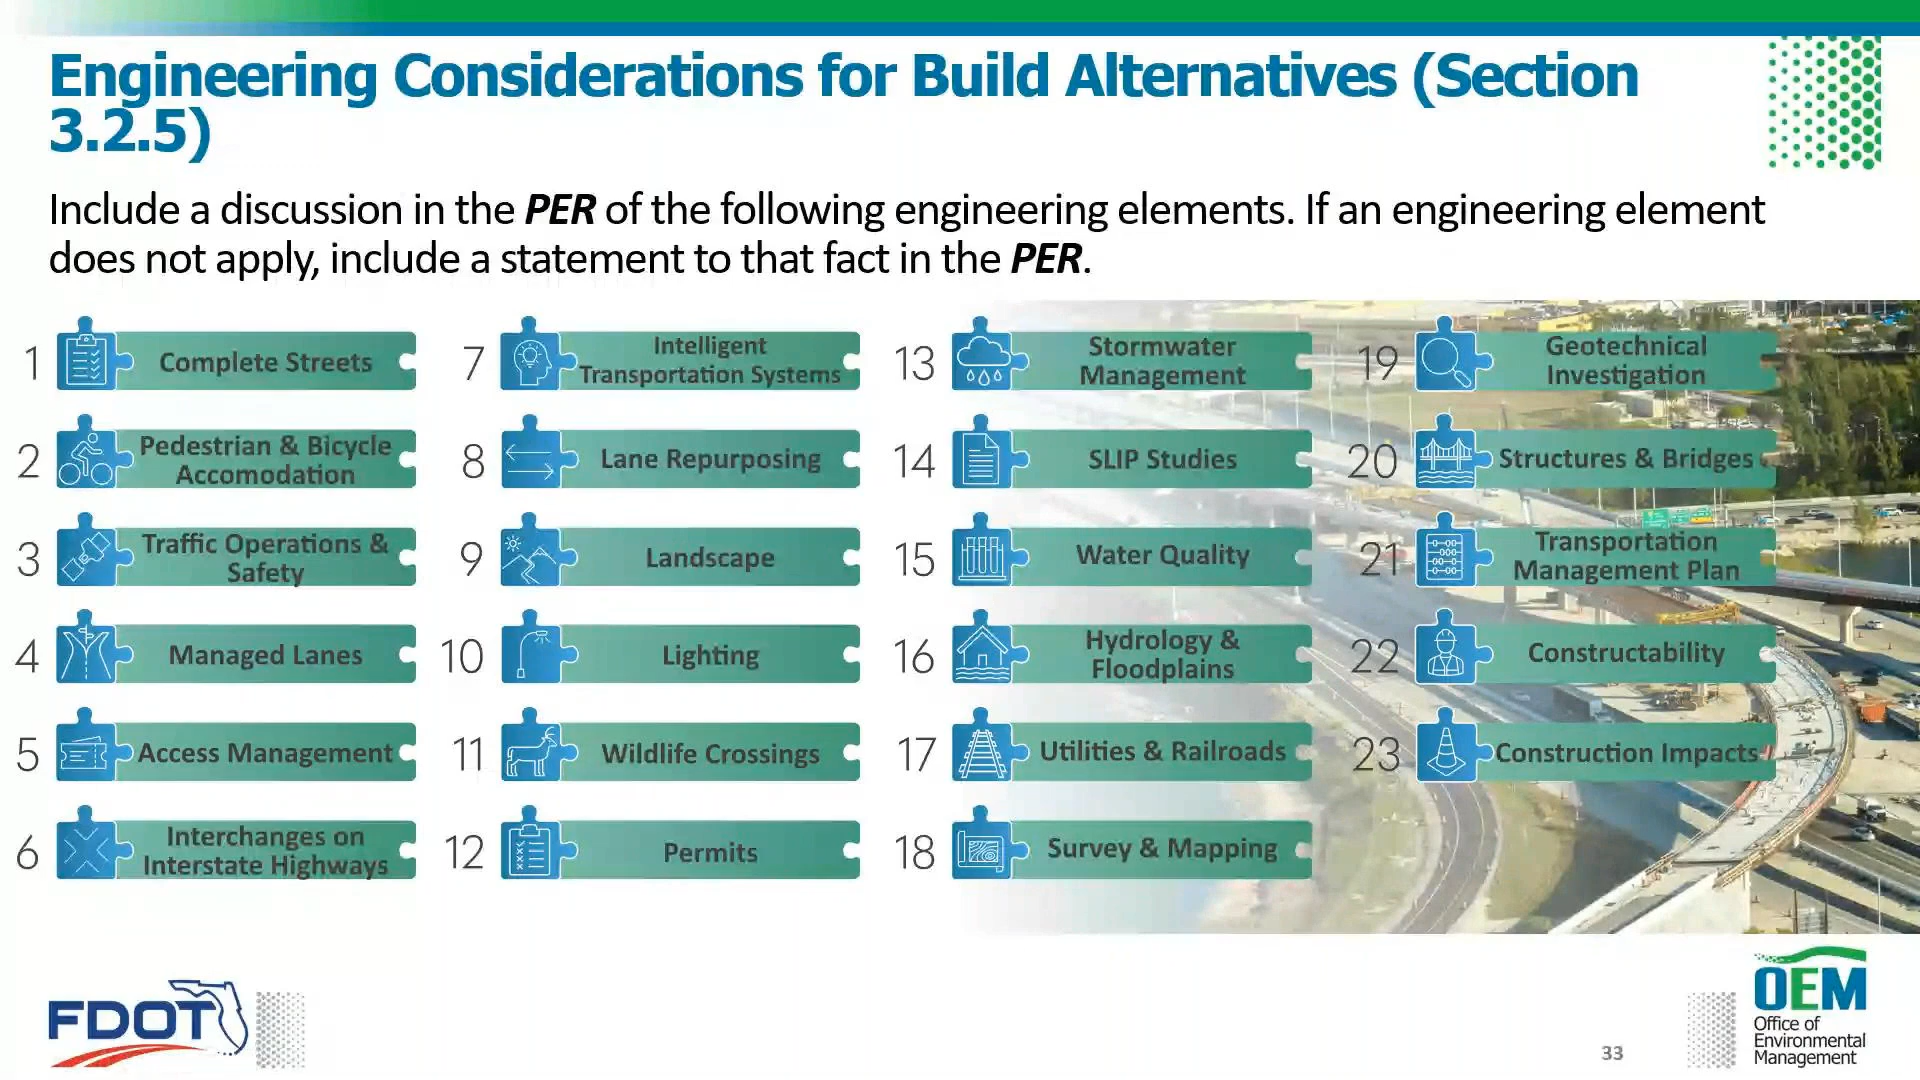 Engineering Considerations for Build Alternatives (Section
3.2.5)
Include a discussion in the PER of the following engineering elements. If an engineering element
does not apply, include a statement to that fact in the PER.
1 Complete Streets
2 Pedestrian & Bicycle
Accomodation
3 Traffic Operations &
Safety
4 Managed Lanes
5 Access Management
6 Interchanges on
Interstate Highways
7 Intelligent
Transportation Systems
8 Lane Repurposing
9 Landscape
10 Lighting
11 Wildlife Crossings
12 Permits
13 Stormwater
Management
14 SLIP Studies
15 Water Quality
16 Hydrology &
Floodplains
17 Utilities & Railroads
18 Survey & Mapping
19 Geotechnical
Investigation
20 Structures & Bridges
21 Transportation
Management Plan
22 Constructability
23 Construction Impacts
FDOT
33
OEM
Office of
Environmental
Management